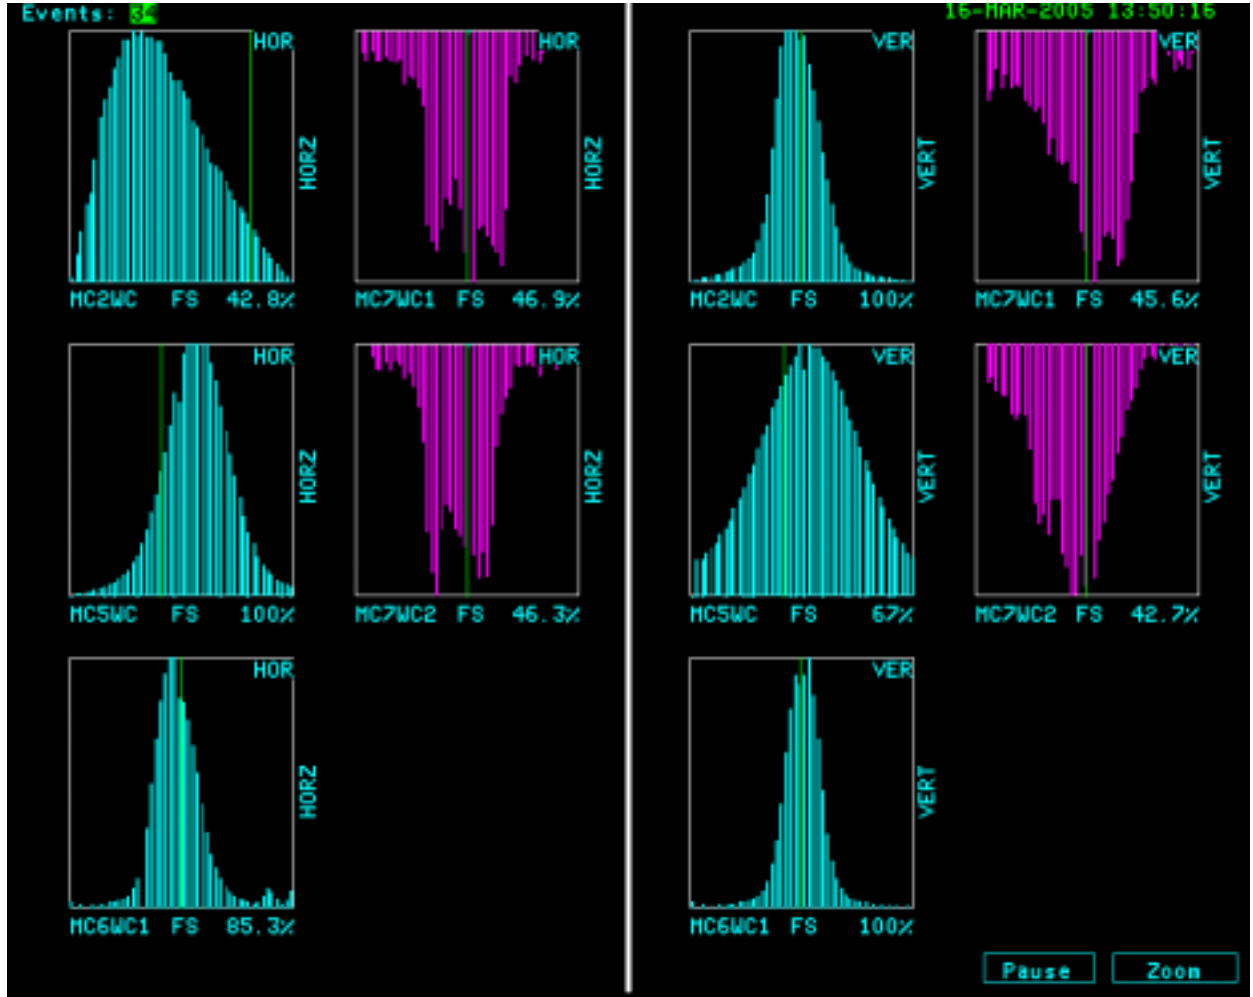 Events: 5C
16-MAR-2005 13:50:16
HOR
HORZ
MC2WC FS 42.8%
HOR
HORZ
MC7WC1 FS 46.9%
VER
VERT
MC2WC FS 100%
VER
VERT
MC7WC1 FS 45.6%
HOR
HORZ
MC5WC FS 100%
HOR
HORZ
MC7WC2 FS 46.3%
VER
VERT
MC5WC FS 67%
VER
VERT
MC7WC2 FS 42.7%
HOR
HORZ
MC6WC1 FS 85.3%
VER
VERT
MC6WC1 FS 100%
Pause
Zoom